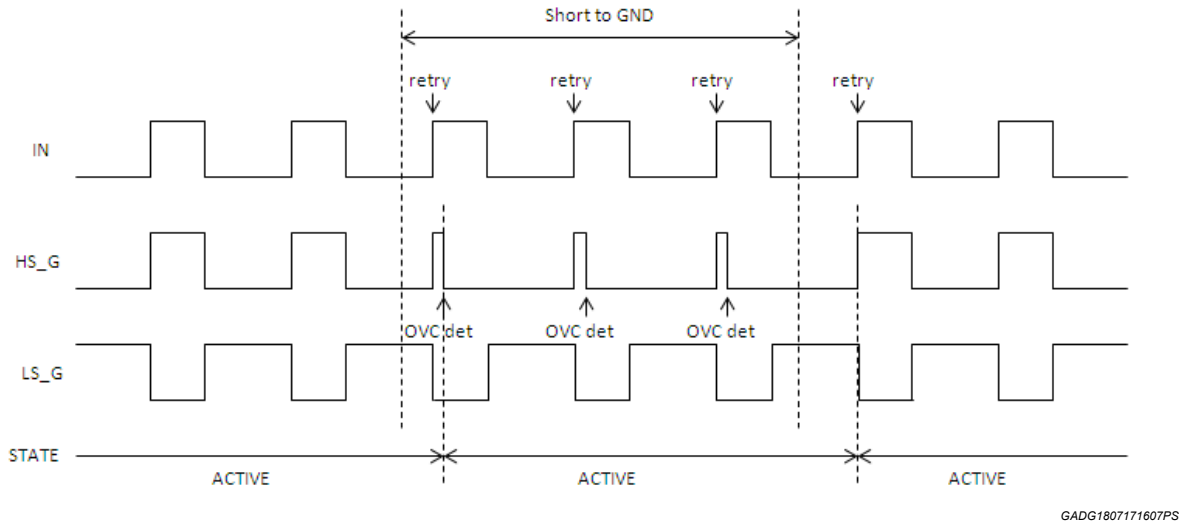 Short to GND
retry retry retry retry
IN
HS_G
OVC det OVC det OVC det
LS_G
STATE
ACTIVE ACTIVE ACTIVE
GADG1807171607PS